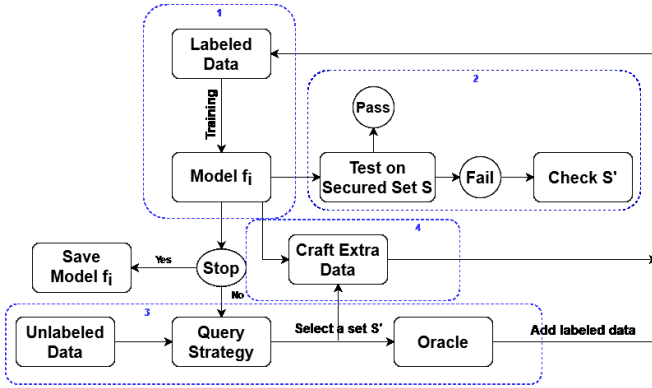 1
Labeled
Data
Training
2
Pass
Model fi
Test on
Secured Set S
Fail
Check S'
4
Save
Model fi
Yes
Stop
Craft Extra
Data
No
3
Unlabeled
Data
Query
Strategy
Select a set S'
Oracle
Add labeled data